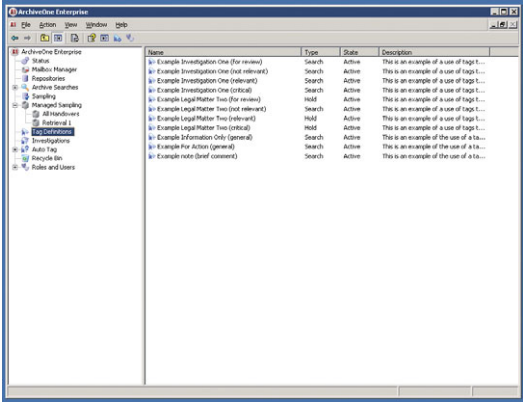 ArchiveOne Enterprise
File Action View Window Help
ArchiveOne Enterprise
Status
Mailbox Manager
Repositories
Archive Searches
Sampling
Managed Sampling
All Handovers
Retrieval 1
Tag Definitions
Investigations
Auto Tag
Recycle Bin
Roles and Users
Name Type State Description
Example Investigation One (for review) Search Active This is an example of a use of tags t...
Example Investigation One (not relevant) Search Active This is an example of a use of tags t...
Example Investigation One (relevant) Search Active This is an example of a use of tags t...
Example Investigation One (critical) Search Active This is an example of a use of tags t...
Example Legal Matter Two (for review) Hold Active This is an example of a use of tags t...
Example Legal Matter Two (not relevant) Search Active This is an example of a use of tags t...
Example Legal Matter Two (relevant) Hold Active This is an example of a use of tags t...
Example Legal Matter Two (critical) Hold Active This is an example of a use of tags t...
Example Information Only (general) Search Active This is an example of the use of a ta...
Example For Action (general) Search Active This is an example of the use of a ta...
Example note (brief comment) Search Active This is an example of the use of a ta...